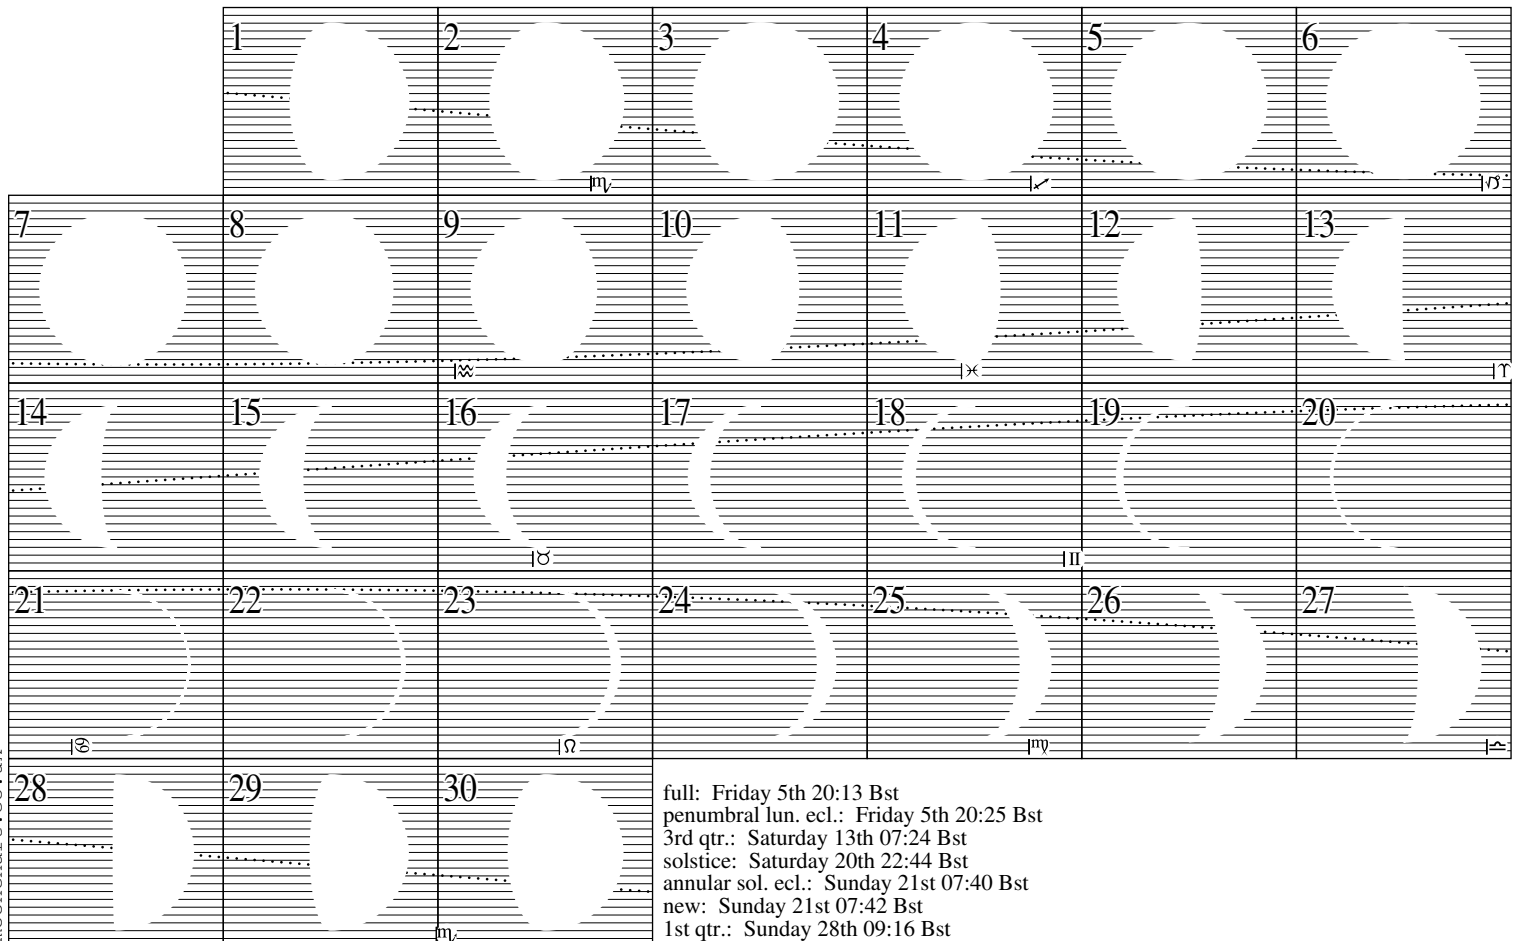 1 2 3 4 5 6
♏ ♐ ♑
7 8 9 10 11 12 13
♒ ♓ ♈
14 15 16 17 18 19 20
♉ ♊
21 22 23 24 25 26 27
♋ ♌ ♍ ♎
28 29 30
♏
full: Friday 5th 20:13 Bst
penumbral lun. ecl.: Friday 5th 20:25 Bst
3rd qtr.: Saturday 13th 07:24 Bst
solstice: Saturday 20th 22:44 Bst
annular sol. ecl.: Sunday 21st 07:40 Bst
new: Sunday 21st 07:42 Bst
1st qtr.: Sunday 28th 09:16 Bst